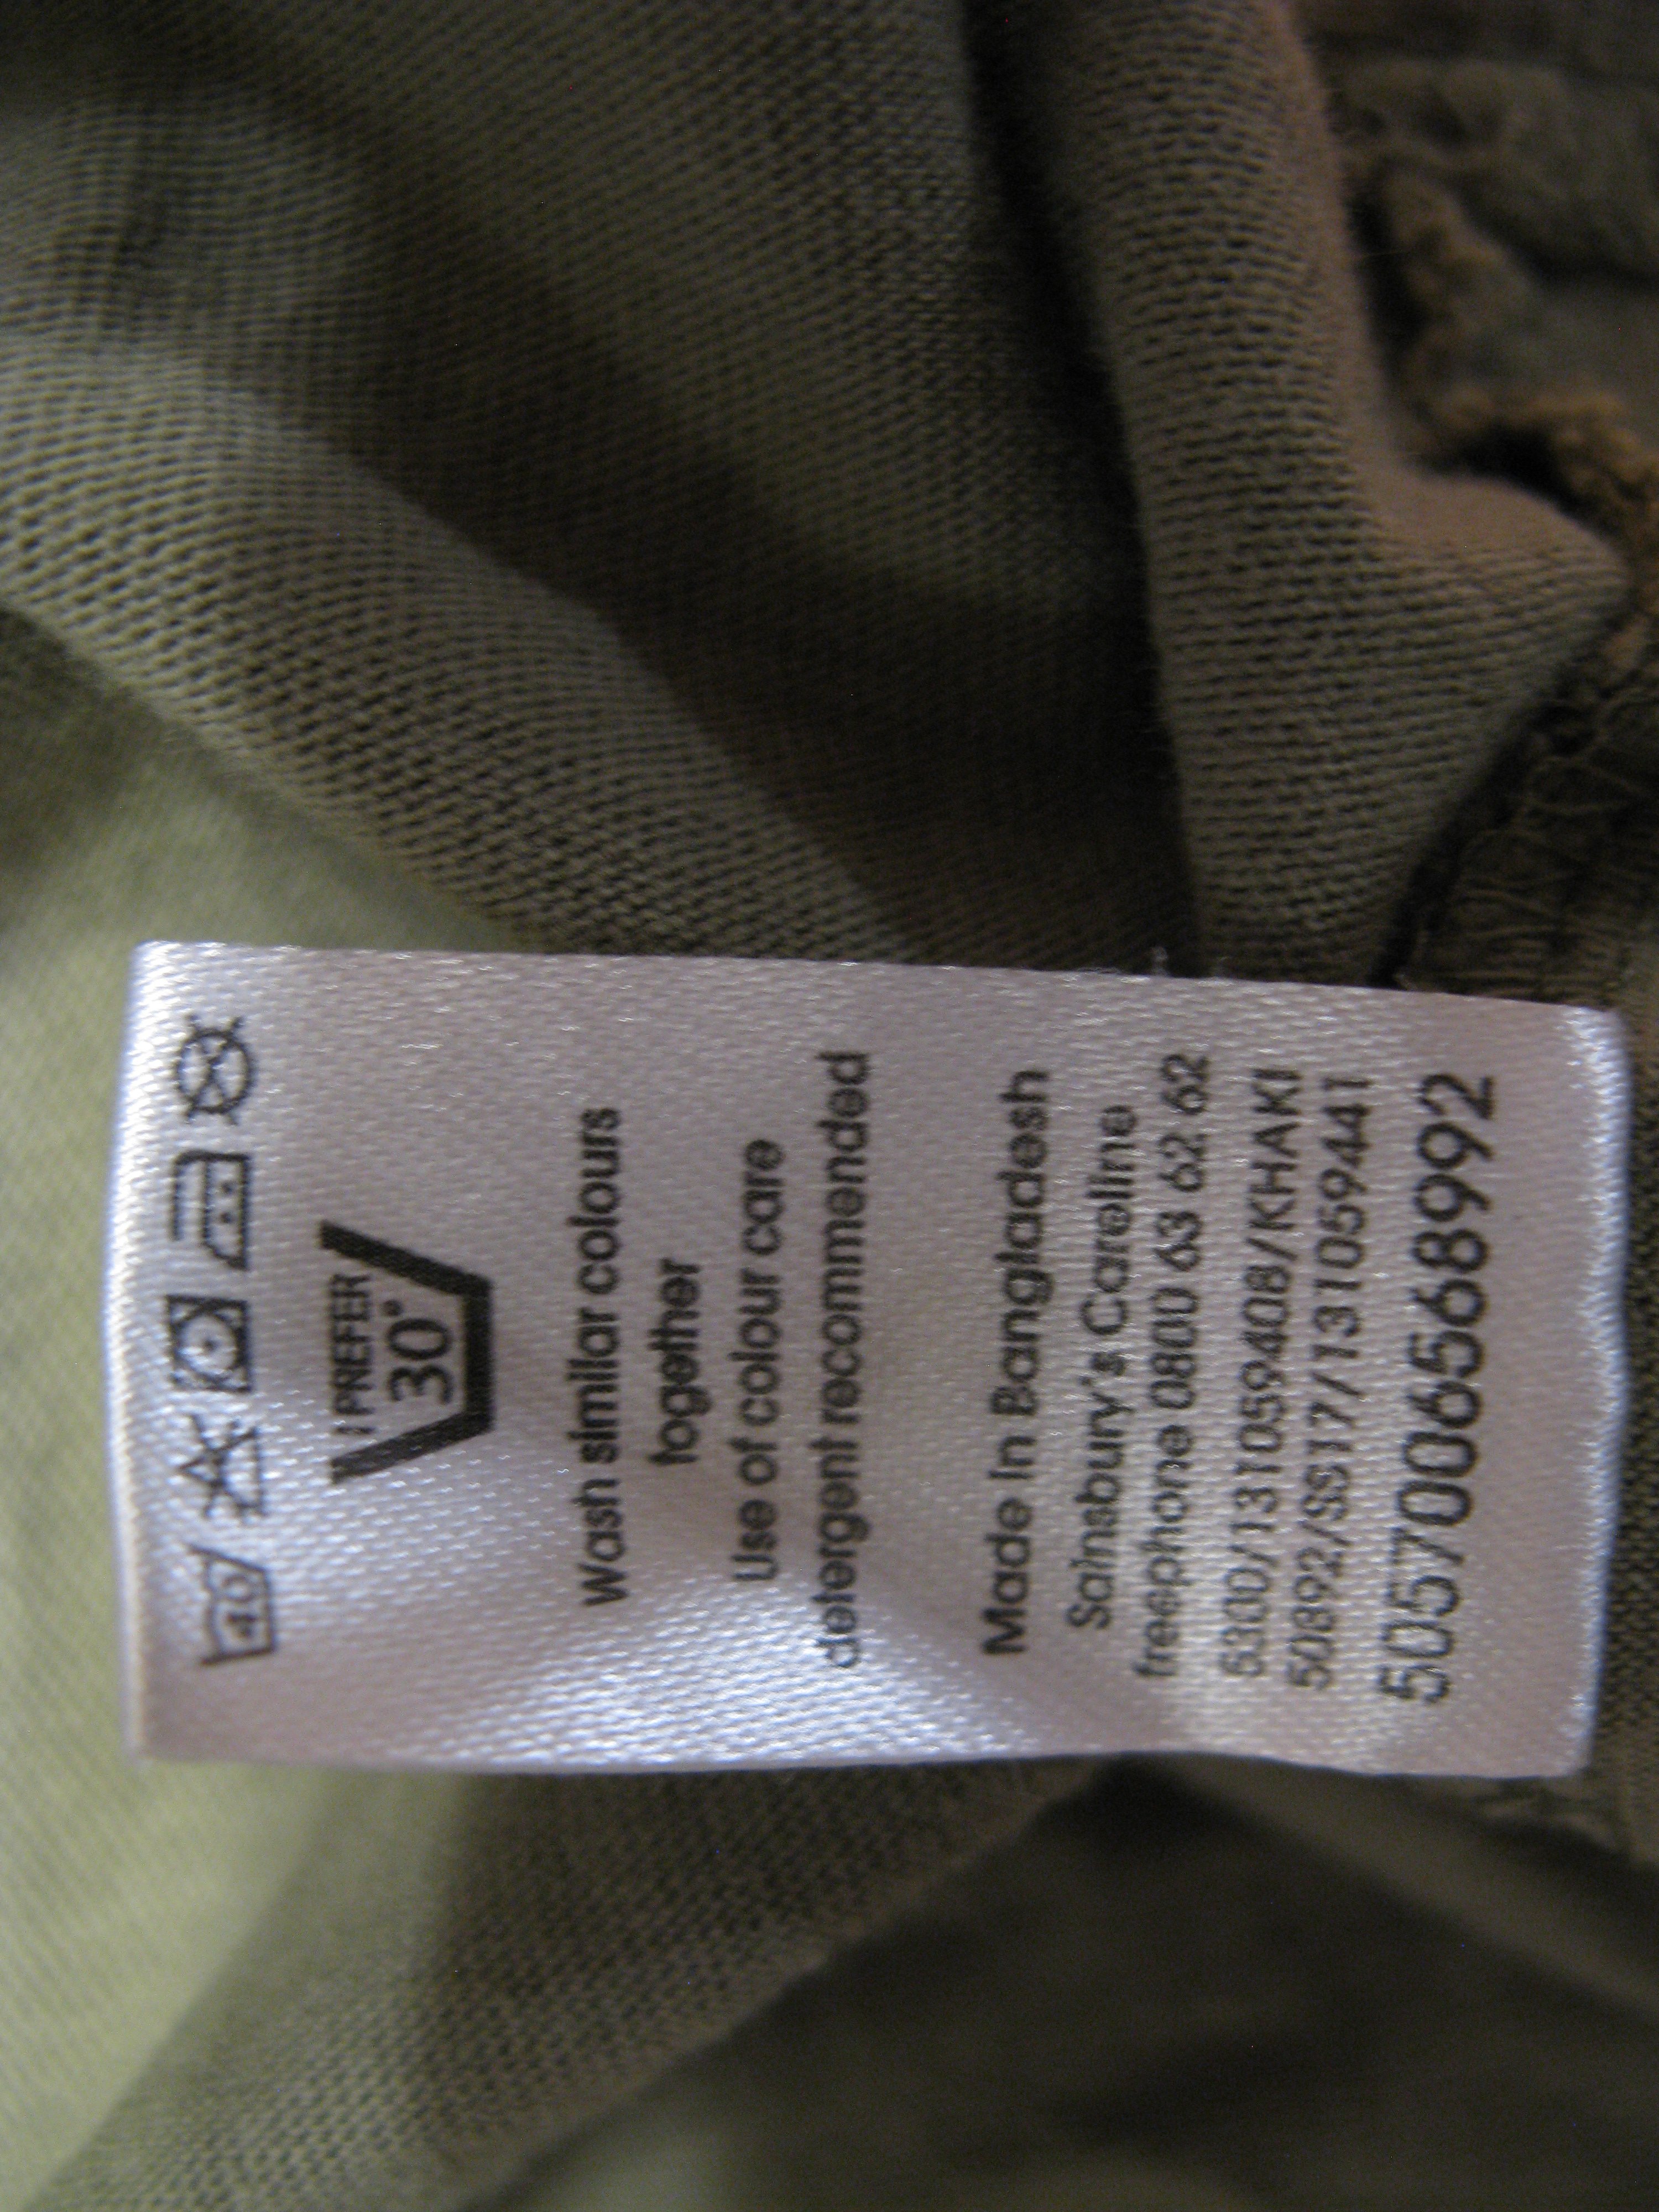 40
I PREFER
30°
Wash similar colours
together
Use of colour care
detergent recommended
Made In Bangladesh
Sainsbury's Careline
freephone 0800 63 62 62
5300/131059408/KHAKI
50892/SS17/131059441
5057006568992